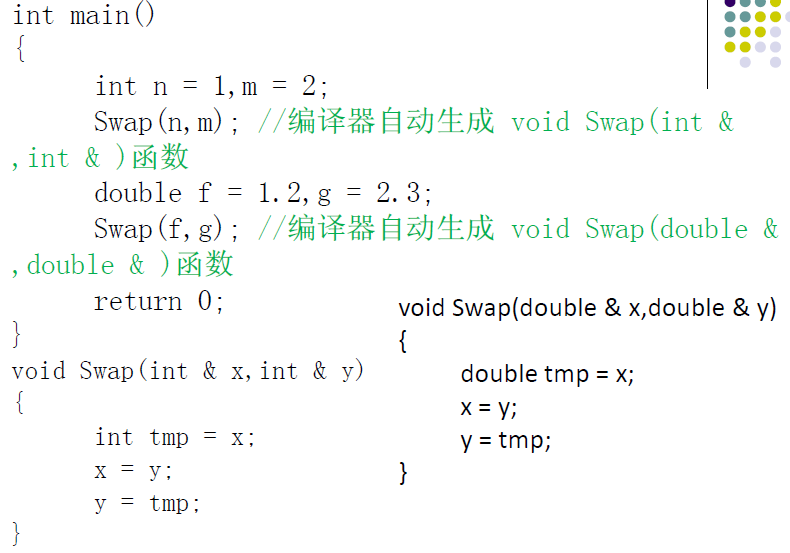 int main()
{
int n = 1,m = 2;
Swap(n,m); //编译器自动生成 void Swap(int &
,int & )函数
double f = 1.2,g = 2.3;
Swap(f,g); //编译器自动生成 void Swap(double &
,double & )函数
return 0;
}
void Swap(int & x,int & y)
{
int tmp = x;
x = y;
y = tmp;
}
void Swap(double & x,double & y)
{
double tmp = x;
x = y;
y = tmp;
}